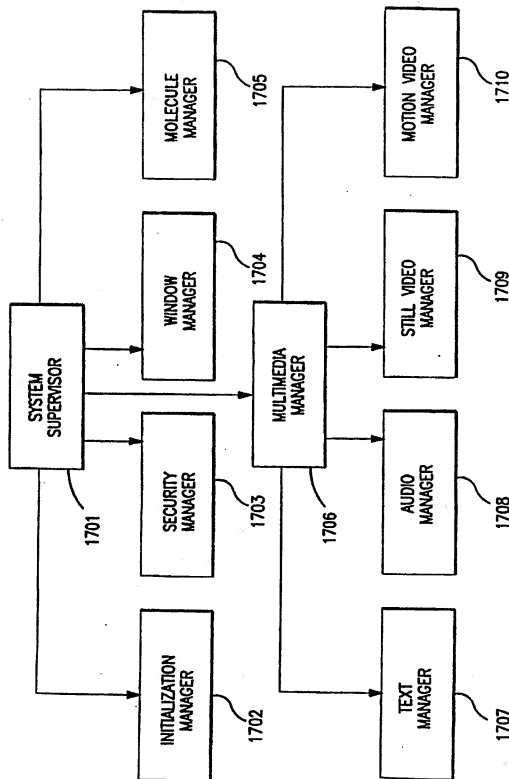 SYSTEM
SUPERVISOR
1701
INITIALIZATION
MANAGER
1702
SECURITY
MANAGER
1703
WINDOW
MANAGER
1704
MOLECULE
MANAGER
1705
MULTIMEDIA
MANAGER
1706
TEXT
MANAGER
1707
AUDIO
MANAGER
1708
STILL VIDEO
MANAGER
1709
MOTION VIDEO
MANAGER
1710